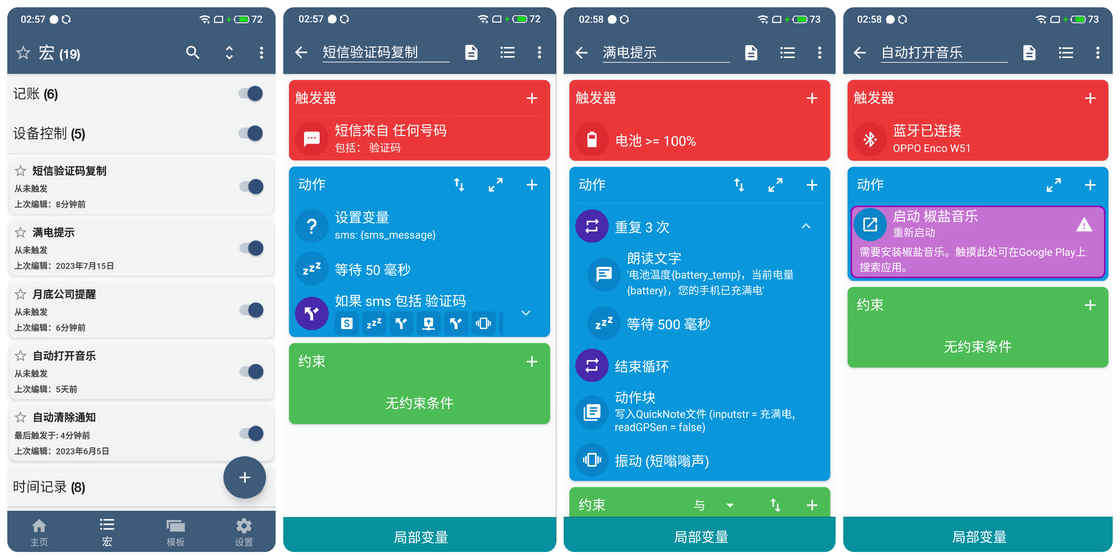 02:57
72
宏 (19)
记账 (6)
设备控制 (5)
短信验证码复制
从未触发
上次编辑：8分钟前
满电提示
从未触发
上次编辑：2023年7月15日
月底公司提醒
从未触发
上次编辑：6分钟前
自动打开音乐
从未触发
上次编辑：5天前
自动清除通知
最后触发于: 4分钟前
上次编辑：2023年6月5日
时间记录 (8)
主页
宏
模板
设置
02:57
72
短信验证码复制
触发器
短信来自 任何号码
包括： 验证码
动作
设置变量
sms: {sms_message}
等待 50 毫秒
如果 sms 包括 验证码
约束
无约束条件
局部变量
02:58
73
满电提示
触发器
电池 >= 100%
动作
重复 3 次
朗读文字
'电池温度{battery_temp}，当前电量
{battery}，您的手机已充满电'
等待 500 毫秒
结束循环
动作块
写入QuickNote文件 (inputstr = 充满电,
readGPSen = false)
振动 (短嗡嗡声)
约束
与
局部变量
02:58
73
自动打开音乐
触发器
蓝牙已连接
OPPO Enco W51
动作
启动 椒盐音乐
重新启动
需要安装椒盐音乐。触摸此处可在Google Play上
搜索应用。
约束
无约束条件
局部变量